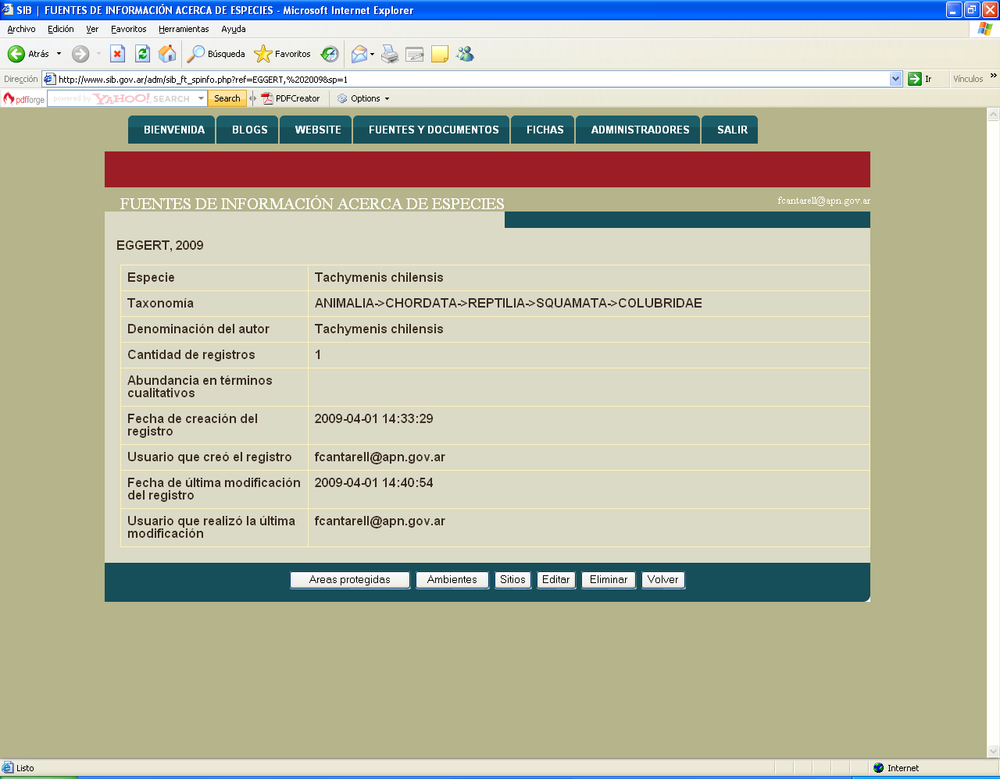 SIB | FUENTES DE INFORMACIÓN ACERCA DE ESPECIES - Microsoft Internet Explorer
Archivo Edición Ver Favoritos Herramientas Ayuda
Atrás Búsqueda Favoritos
Dirección http://www.sib.gov.ar/adm/sib_ft_spinfo.php?ref=EGGERT,%202009&sp=1 Ir Vínculos »
pdfforge powered by YAHOO! SEARCH Search PDFCreator Options
BIENVENIDA BLOGS WEBSITE FUENTES Y DOCUMENTOS FICHAS ADMINISTRADORES SALIR
FUENTES DE INFORMACIÓN ACERCA DE ESPECIES fcantarell@apn.gov.ar
EGGERT, 2009
Especie Tachymenis chilensis
Taxonomía ANIMALIA->CHORDATA->REPTILIA->SQUAMATA->COLUBRIDAE
Denominación del autor Tachymenis chilensis
Cantidad de registros 1
Abundancia en términos
cualitativos
Fecha de creación del 2009-04-01 14:33:29
registro
Usuario que creó el registro fcantarell@apn.gov.ar
Fecha de última modificación 2009-04-01 14:40:54
del registro
Usuario que realizó la última fcantarell@apn.gov.ar
modificación
Areas protegidas Ambientes Sitios Editar Eliminar Volver
Listo Internet